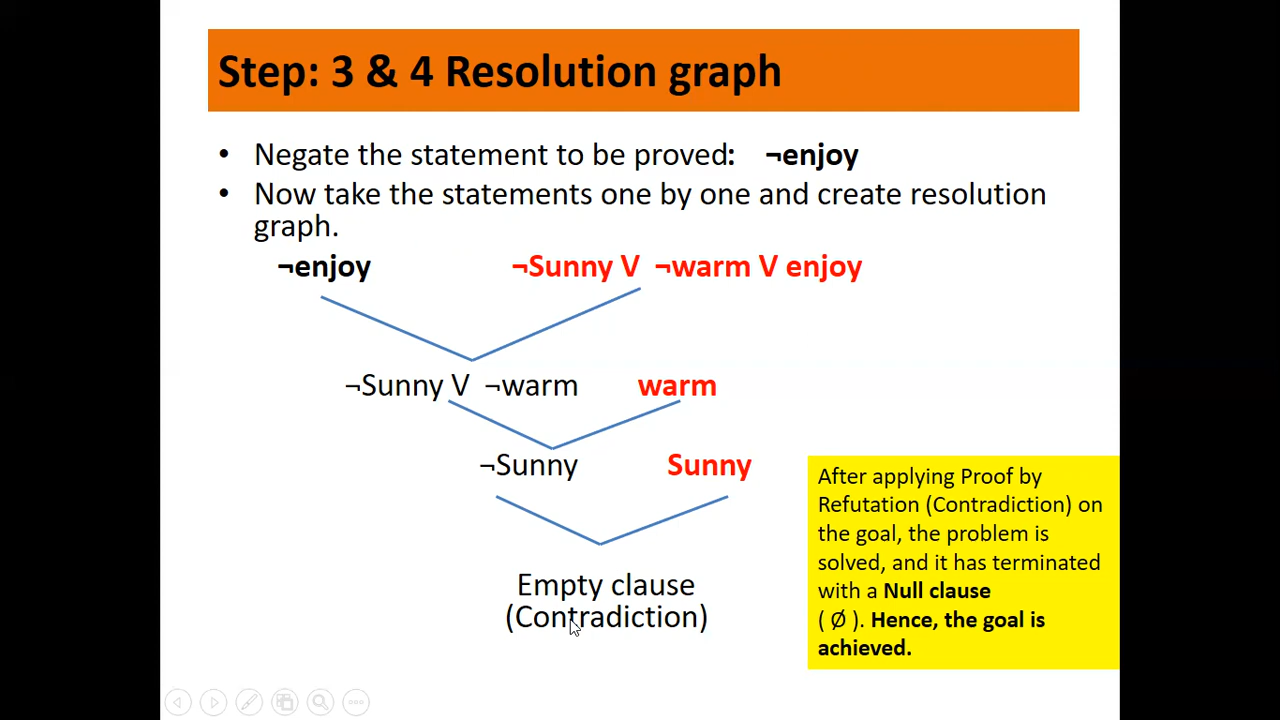 Step: 3 & 4 Resolution graph
• Negate the statement to be proved: ¬enjoy
• Now take the statements one by one and create resolution
graph.
¬enjoy ¬Sunny V ¬warm V enjoy
¬Sunny V ¬warm warm
¬Sunny Sunny
Empty clause
(Contradiction)
After applying Proof by
Refutation (Contradiction) on
the goal, the problem is
solved, and it has terminated
with a Null clause
( Ø ). Hence, the goal is
achieved.